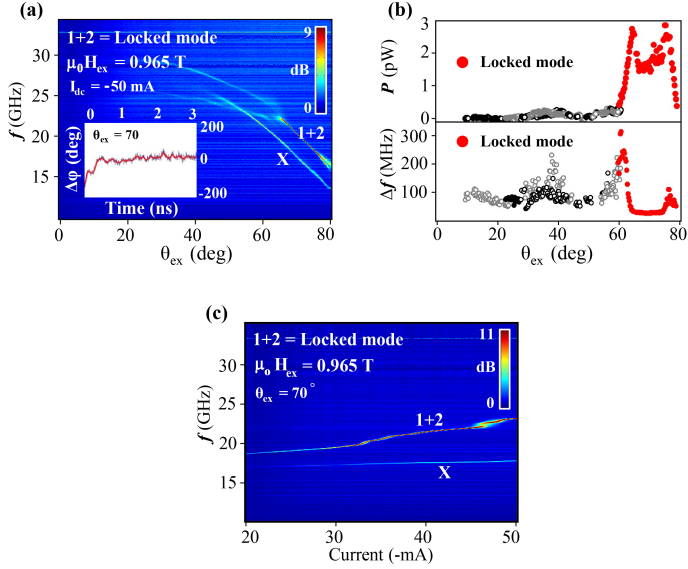 (a)
1+2 = Locked mode
μ₀Hₑₓ = 0.965 T
I_dc = -50 mA
9
dB
0
30
25
20
15
f (GHz)
0 1 2 3
θₑₓ = 70
200
0
-200
Δφ (deg)
Time (ns)
1+2
X
0 20 40 60 80
θₑₓ (deg)
(b)
3
2
1
0
P (pW)
Locked mode
300
200
100
Δf (MHz)
Locked mode
0 20 40 60 80
θₑₓ (deg)
(c)
1+2 = Locked mode
μₒ Hₑₓ = 0.965 T
θₑₓ = 70°
11
dB
0
30
25
20
15
f (GHz)
1+2
X
20 30 40 50
Current (-mA)